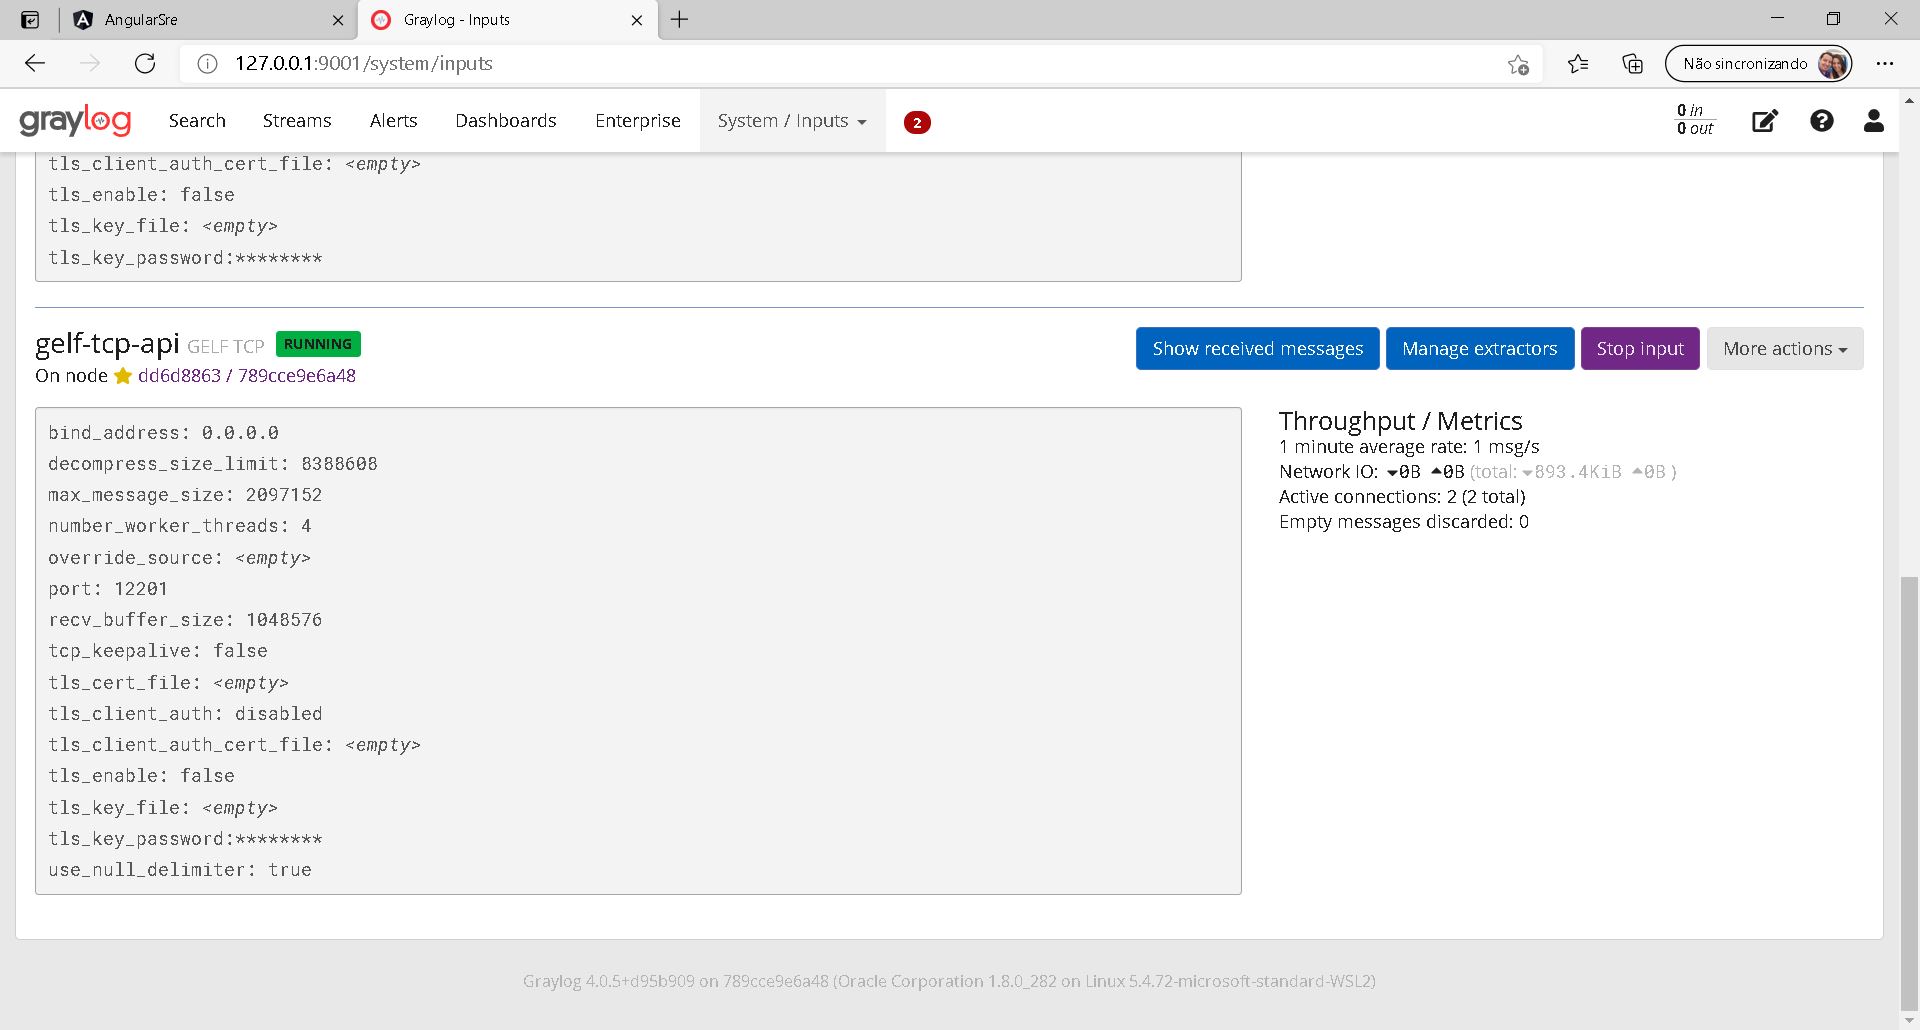 AngularSre
Graylog - Inputs
127.0.0.1:9001/system/inputs
Não sincronizando
graylog
Search
Streams
Alerts
Dashboards
Enterprise
System / Inputs
2
0 in
0 out
tls_client_auth_cert_file: <empty>
tls_enable: false
tls_key_file: <empty>
tls_key_password:********
gelf-tcp-api GELF TCP RUNNING
On node dd6d8863 / 789cce9e6a48
Show received messages
Manage extractors
Stop input
More actions
bind_address: 0.0.0.0
decompress_size_limit: 8388608
max_message_size: 2097152
number_worker_threads: 4
override_source: <empty>
port: 12201
recv_buffer_size: 1048576
tcp_keepalive: false
tls_cert_file: <empty>
tls_client_auth: disabled
tls_client_auth_cert_file: <empty>
tls_enable: false
tls_key_file: <empty>
tls_key_password:********
use_null_delimiter: true
Throughput / Metrics
1 minute average rate: 1 msg/s
Network IO: 0B 0B (total: 893.4KiB 0B )
Active connections: 2 (2 total)
Empty messages discarded: 0
Graylog 4.0.5+d95b909 on 789cce9e6a48 (Oracle Corporation 1.8.0_282 on Linux 5.4.72-microsoft-standard-WSL2)